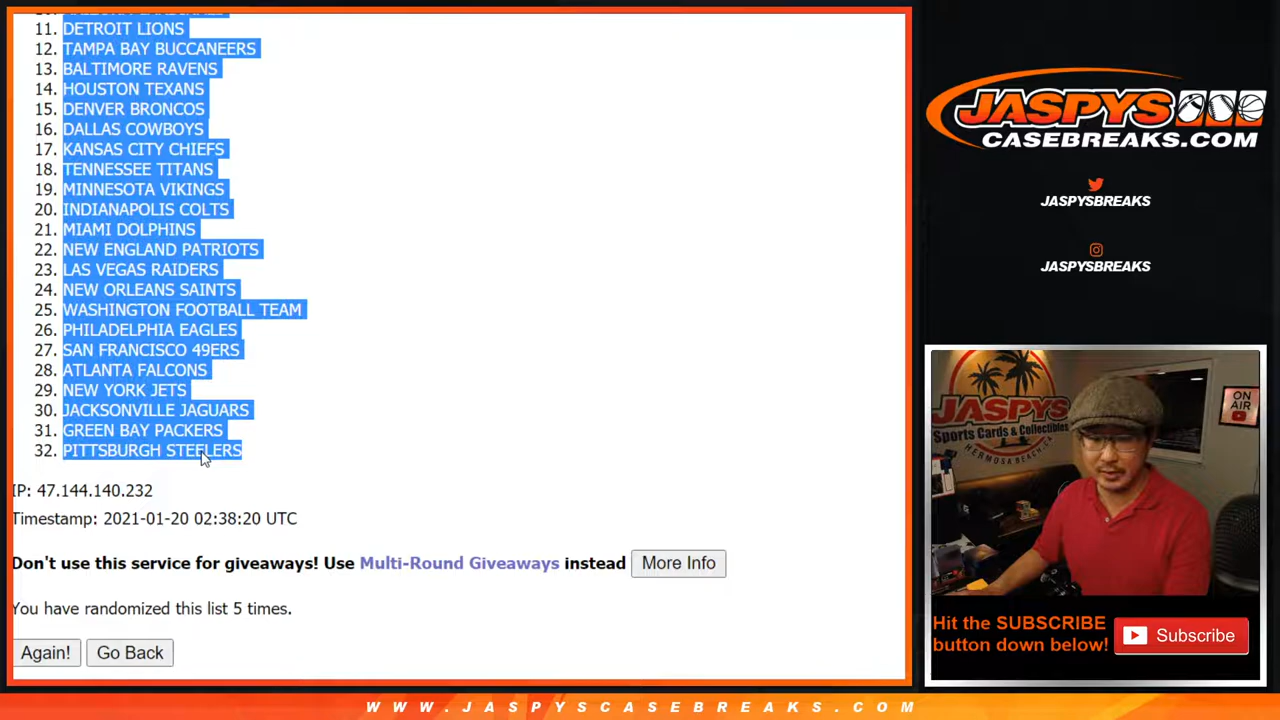 11. DETROIT LIONS
12. TAMPA BAY BUCCANEERS
13. BALTIMORE RAVENS
14. HOUSTON TEXANS
15. DENVER BRONCOS
16. DALLAS COWBOYS
17. KANSAS CITY CHIEFS
18. TENNESSEE TITANS
19. MINNESOTA VIKINGS
20. INDIANAPOLIS COLTS
21. MIAMI DOLPHINS
22. NEW ENGLAND PATRIOTS
23. LAS VEGAS RAIDERS
24. NEW ORLEANS SAINTS
25. WASHINGTON FOOTBALL TEAM
26. PHILADELPHIA EAGLES
27. SAN FRANCISCO 49ERS
28. ATLANTA FALCONS
29. NEW YORK JETS
30. JACKSONVILLE JAGUARS
31. GREEN BAY PACKERS
32. PITTSBURGH STEELERS
IP: 47.144.140.232
Timestamp: 2021-01-20 02:38:20 UTC
Don't use this service for giveaways! Use Multi-Round Giveaways instead More Info
You have randomized this list 5 times.
Again! Go Back
JASPYS
CASEBREAKS.COM
JASPYSBREAKS
JASPYSBREAKS
JASPYS
Sports Cards & Collectibles
HERMOSA BEACH, CA
ON AIR
Hit the SUBSCRIBE
button down below!
Subscribe
WWW.JASPYSCASEBREAKS.COM